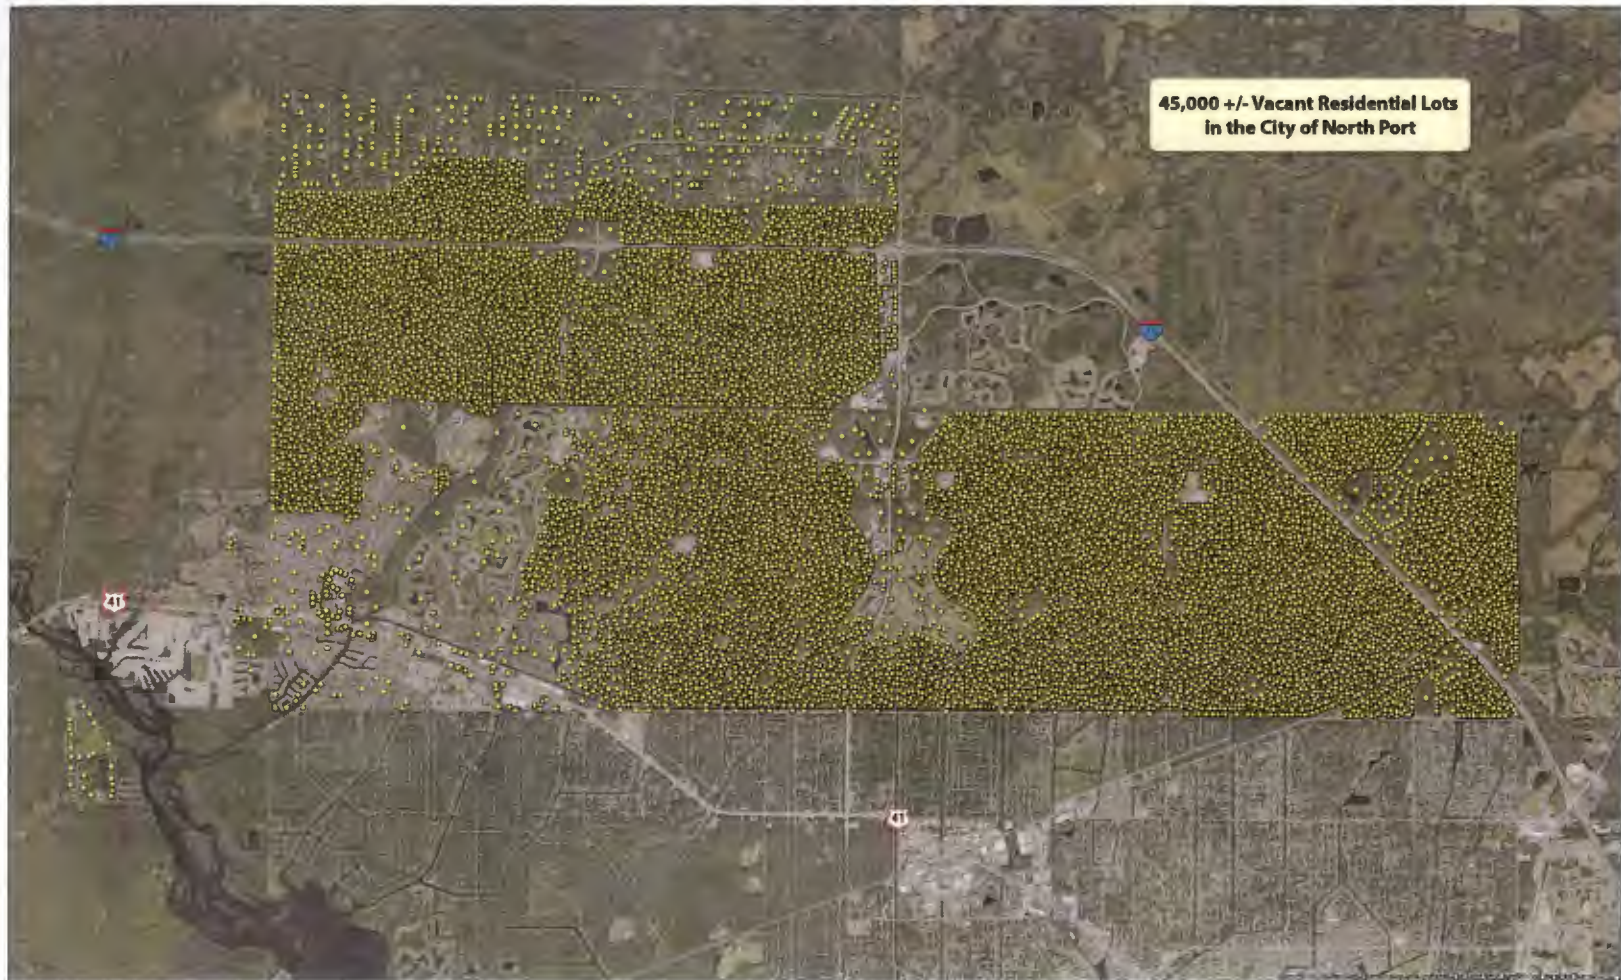 45,000 +/- Vacant Residential Lots
in the City of North Port
41
41